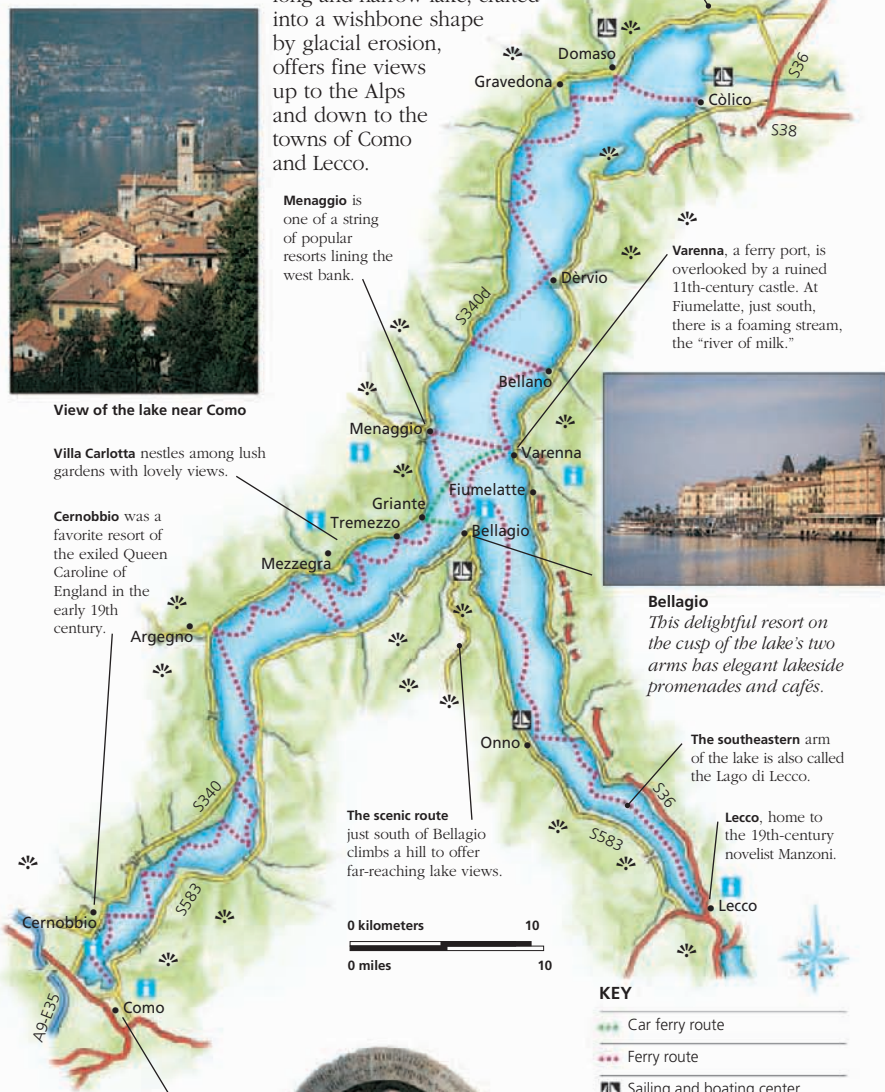 into a wishbone shape
by glacial erosion,
offers fine views
up to the Alps
and down to the
towns of Como
and Lecco.
View of the lake near Como
Menaggio is
one of a string
of popular
resorts lining the
west bank.
Varenna, a ferry port, is
overlooked by a ruined
11th-century castle. At
Fiumelatte, just south,
there is a foaming stream,
the “river of milk.”
Villa Carlotta nestles among lush
gardens with lovely views.
Cernobbio was a
favorite resort of
the exiled Queen
Caroline of
England in the
early 19th
century.
Bellagio
This delightful resort on
the cusp of the lake’s two
arms has elegant lakeside
promenades and cafés.
The southeastern arm
of the lake is also called
the Lago di Lecco.
Lecco, home to
the 19th-century
novelist Manzoni.
The scenic route
just south of Bellagio
climbs a hill to offer
far-reaching lake views.
Domaso
Gravedona
Còlico
S36
S38
Dèrvio
S340d
Bellano
Menaggio
Varenna
Fiumelatte
Griante
Tremezzo
Bellagio
Mezzegra
Argegno
Onno
S340
S36
S583
S583
Lecco
Cernobbio
Como
A9-E35
0 kilometers 10
0 miles 10
KEY
Car ferry route
Ferry route
Sailing and boating center